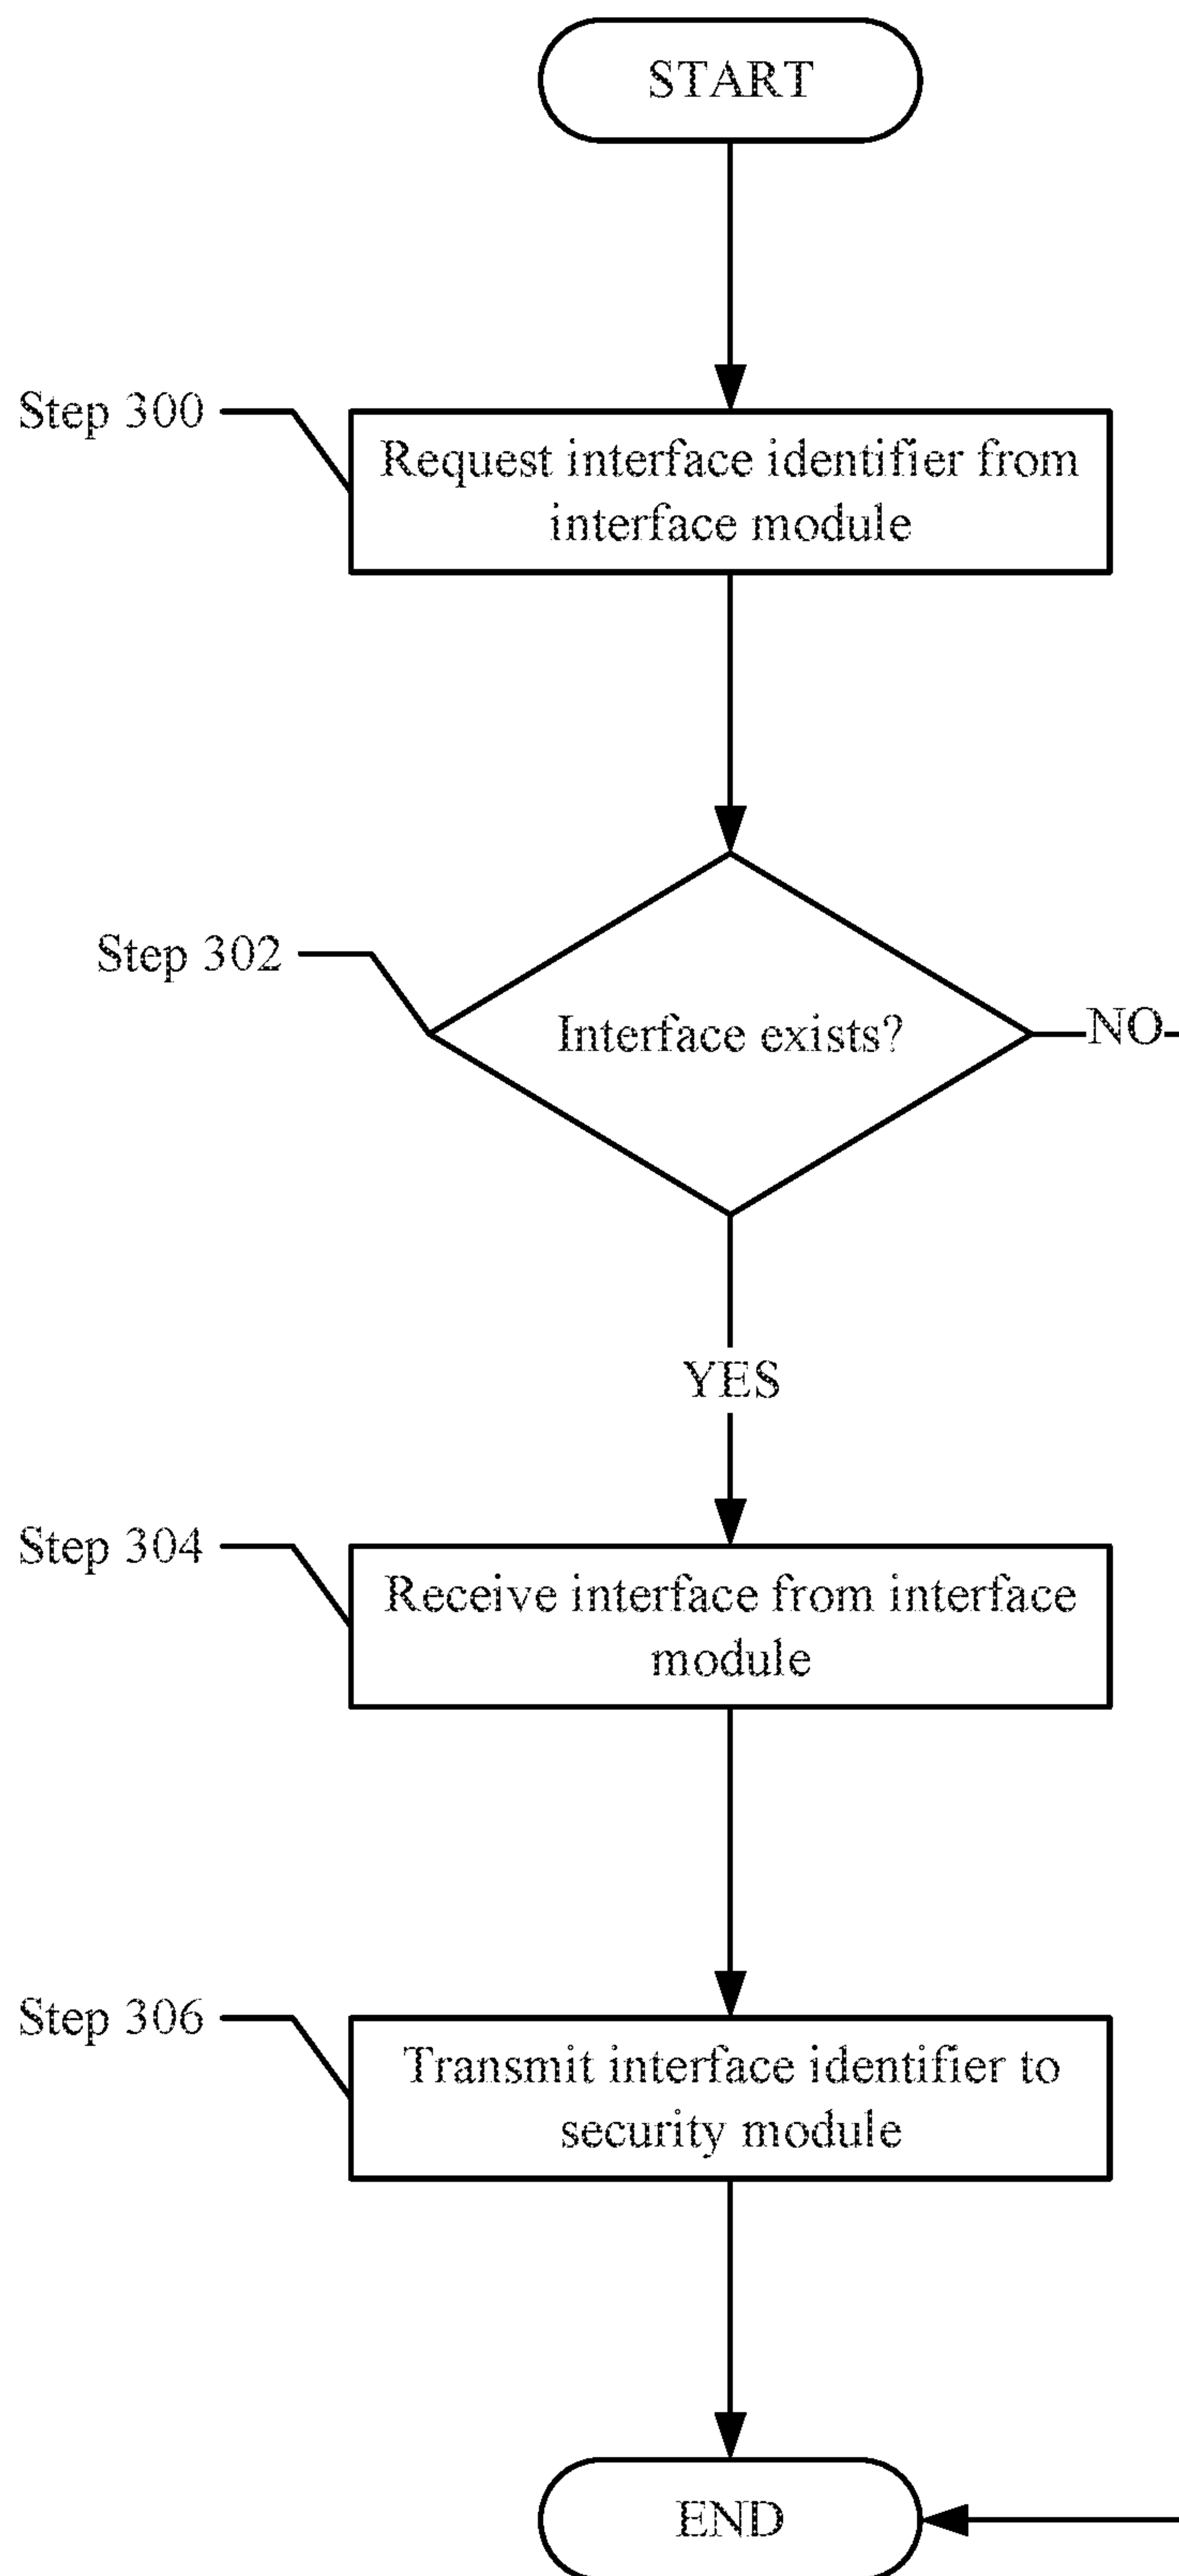 START
Step 300
Request interface identifier from
interface module
Step 302
Interface exists?
NO
YES
Step 304
Receive interface from interface
module
Step 306
Transmit interface identifier to
security module
END